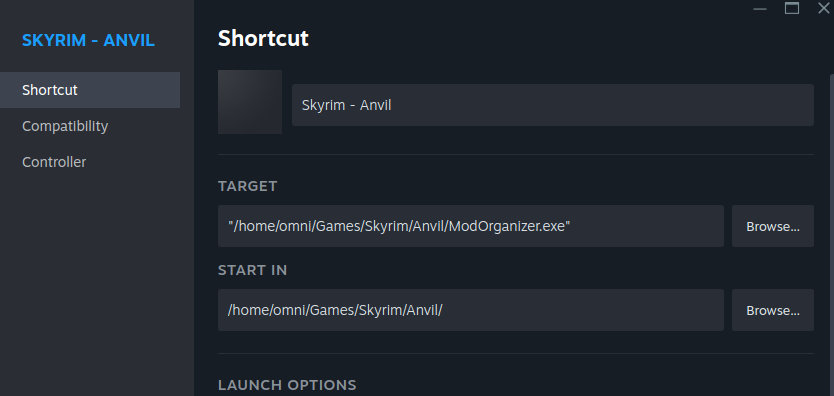 SKYRIM - ANVIL
Shortcut
Compatibility
Controller
Shortcut
Skyrim - Anvil
TARGET
"/home/omni/Games/Skyrim/Anvil/ModOrganizer.exe"
Browse...
START IN
/home/omni/Games/Skyrim/Anvil/
Browse...
LAUNCH OPTIONS